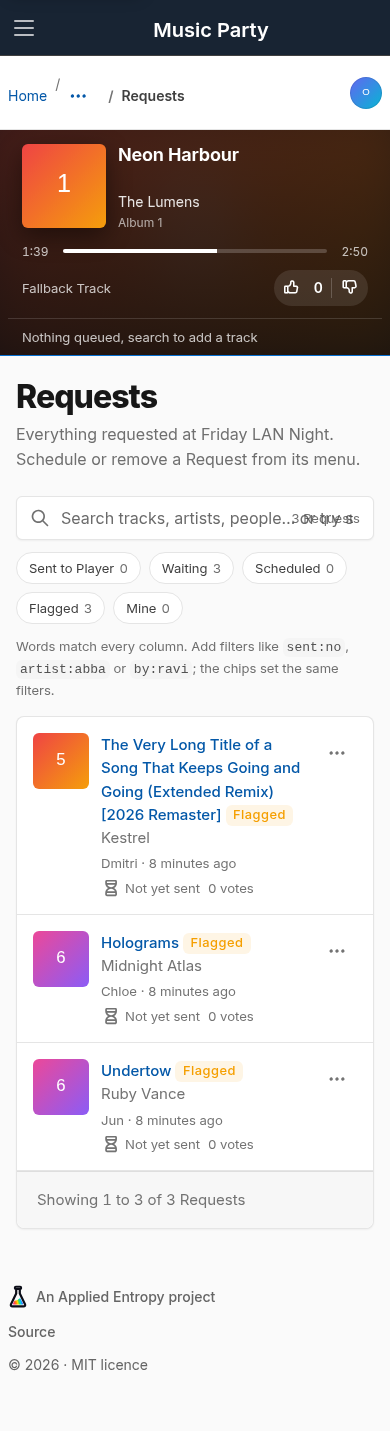 Music Party
Home / ••• / Requests
O
1
Neon Harbour
The Lumens
Album 1
1:39 2:50
Fallback Track 0
Nothing queued, search to add a track
Requests
Everything requested at Friday LAN Night.
Schedule or remove a Request from its menu.
Search tracks, artists, people... or try s
3 Requests
Sent to Player 0 Waiting 3 Scheduled 0
Flagged 3 Mine 0
Words match every column. Add filters like sent:no ,
artist:abba or by:ravi ; the chips set the same
filters.
5
The Very Long Title of a
Song That Keeps Going and
Going (Extended Remix)
[2026 Remaster] Flagged
Kestrel
Dmitri · 8 minutes ago
Not yet sent 0 votes
6
Holograms Flagged
Midnight Atlas
Chloe · 8 minutes ago
Not yet sent 0 votes
6
Undertow Flagged
Ruby Vance
Jun · 8 minutes ago
Not yet sent 0 votes
Showing 1 to 3 of 3 Requests
An Applied Entropy project
Source
© 2026 · MIT licence